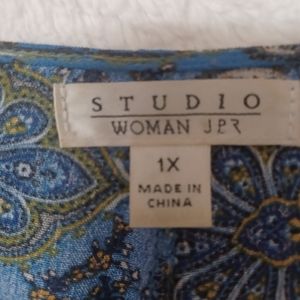 STUDIO
WOMAN JPR
1X
MADE IN
CHINA